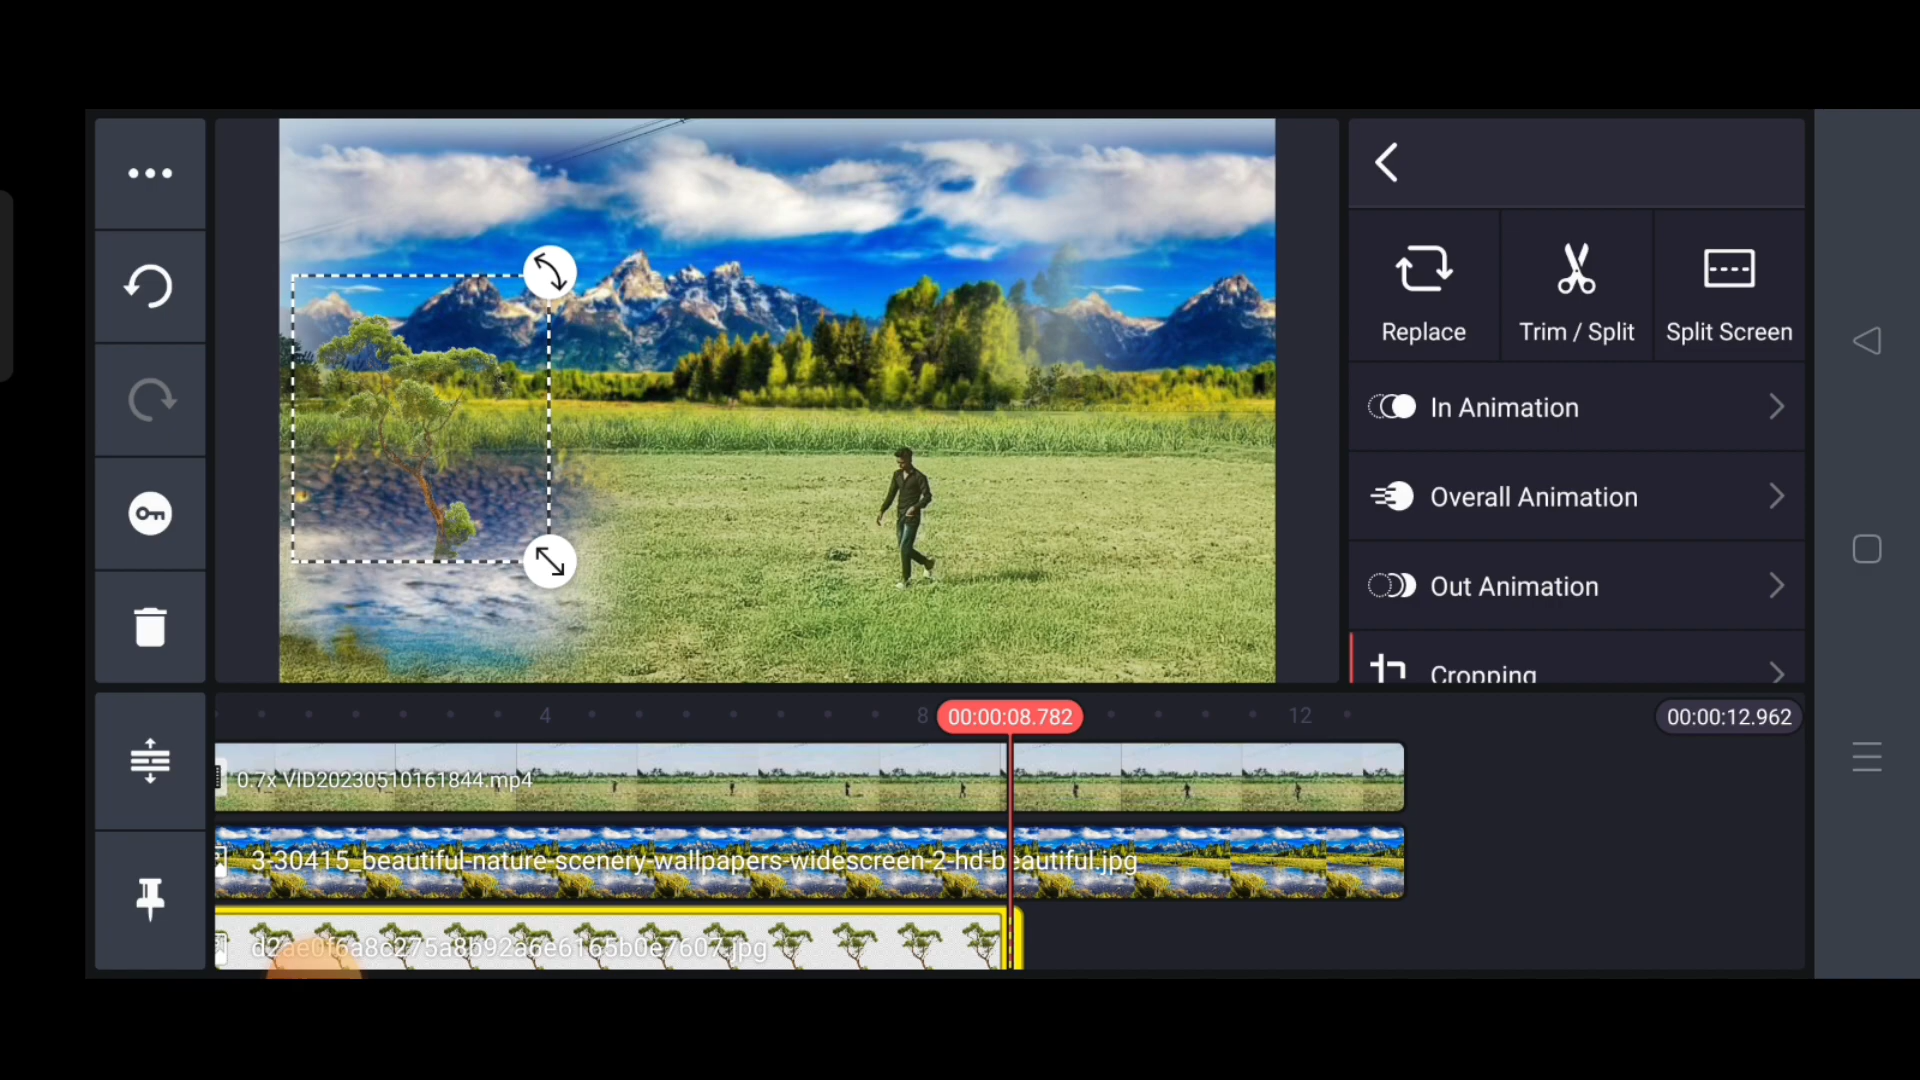 Replace
Trim / Split
Split Screen
In Animation
Overall Animation
Out Animation
Cropping
4
8
00:00:08.782
12
00:00:12.962
0.7x VID20230510161844.mp4
3-30415_beautiful-nature-scenery-wallpapers-widescreen-2-hd-beautiful.jpg
d2ae0f6a8c275a8b92a6e6165b0e7607.jpg